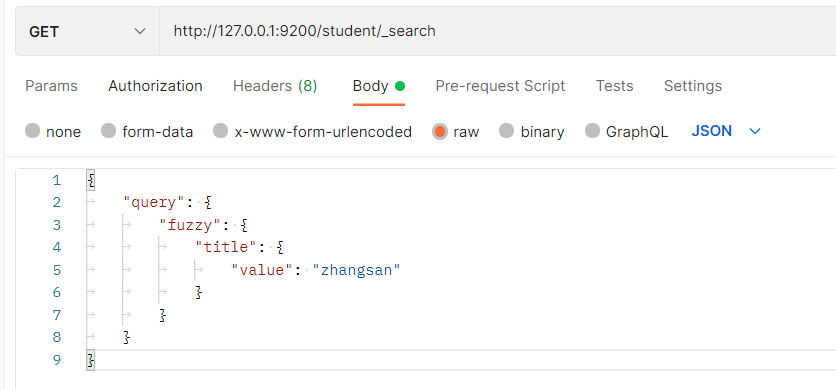 GET http://127.0.0.1:9200/student/_search
Params Authorization Headers (8) Body Pre-request Script Tests Settings
none form-data x-www-form-urlencoded raw binary GraphQL JSON
1 {
2 "query": {
3 "fuzzy": {
4 "title": {
5 "value": "zhangsan"
6 }
7 }
8 }
9 }